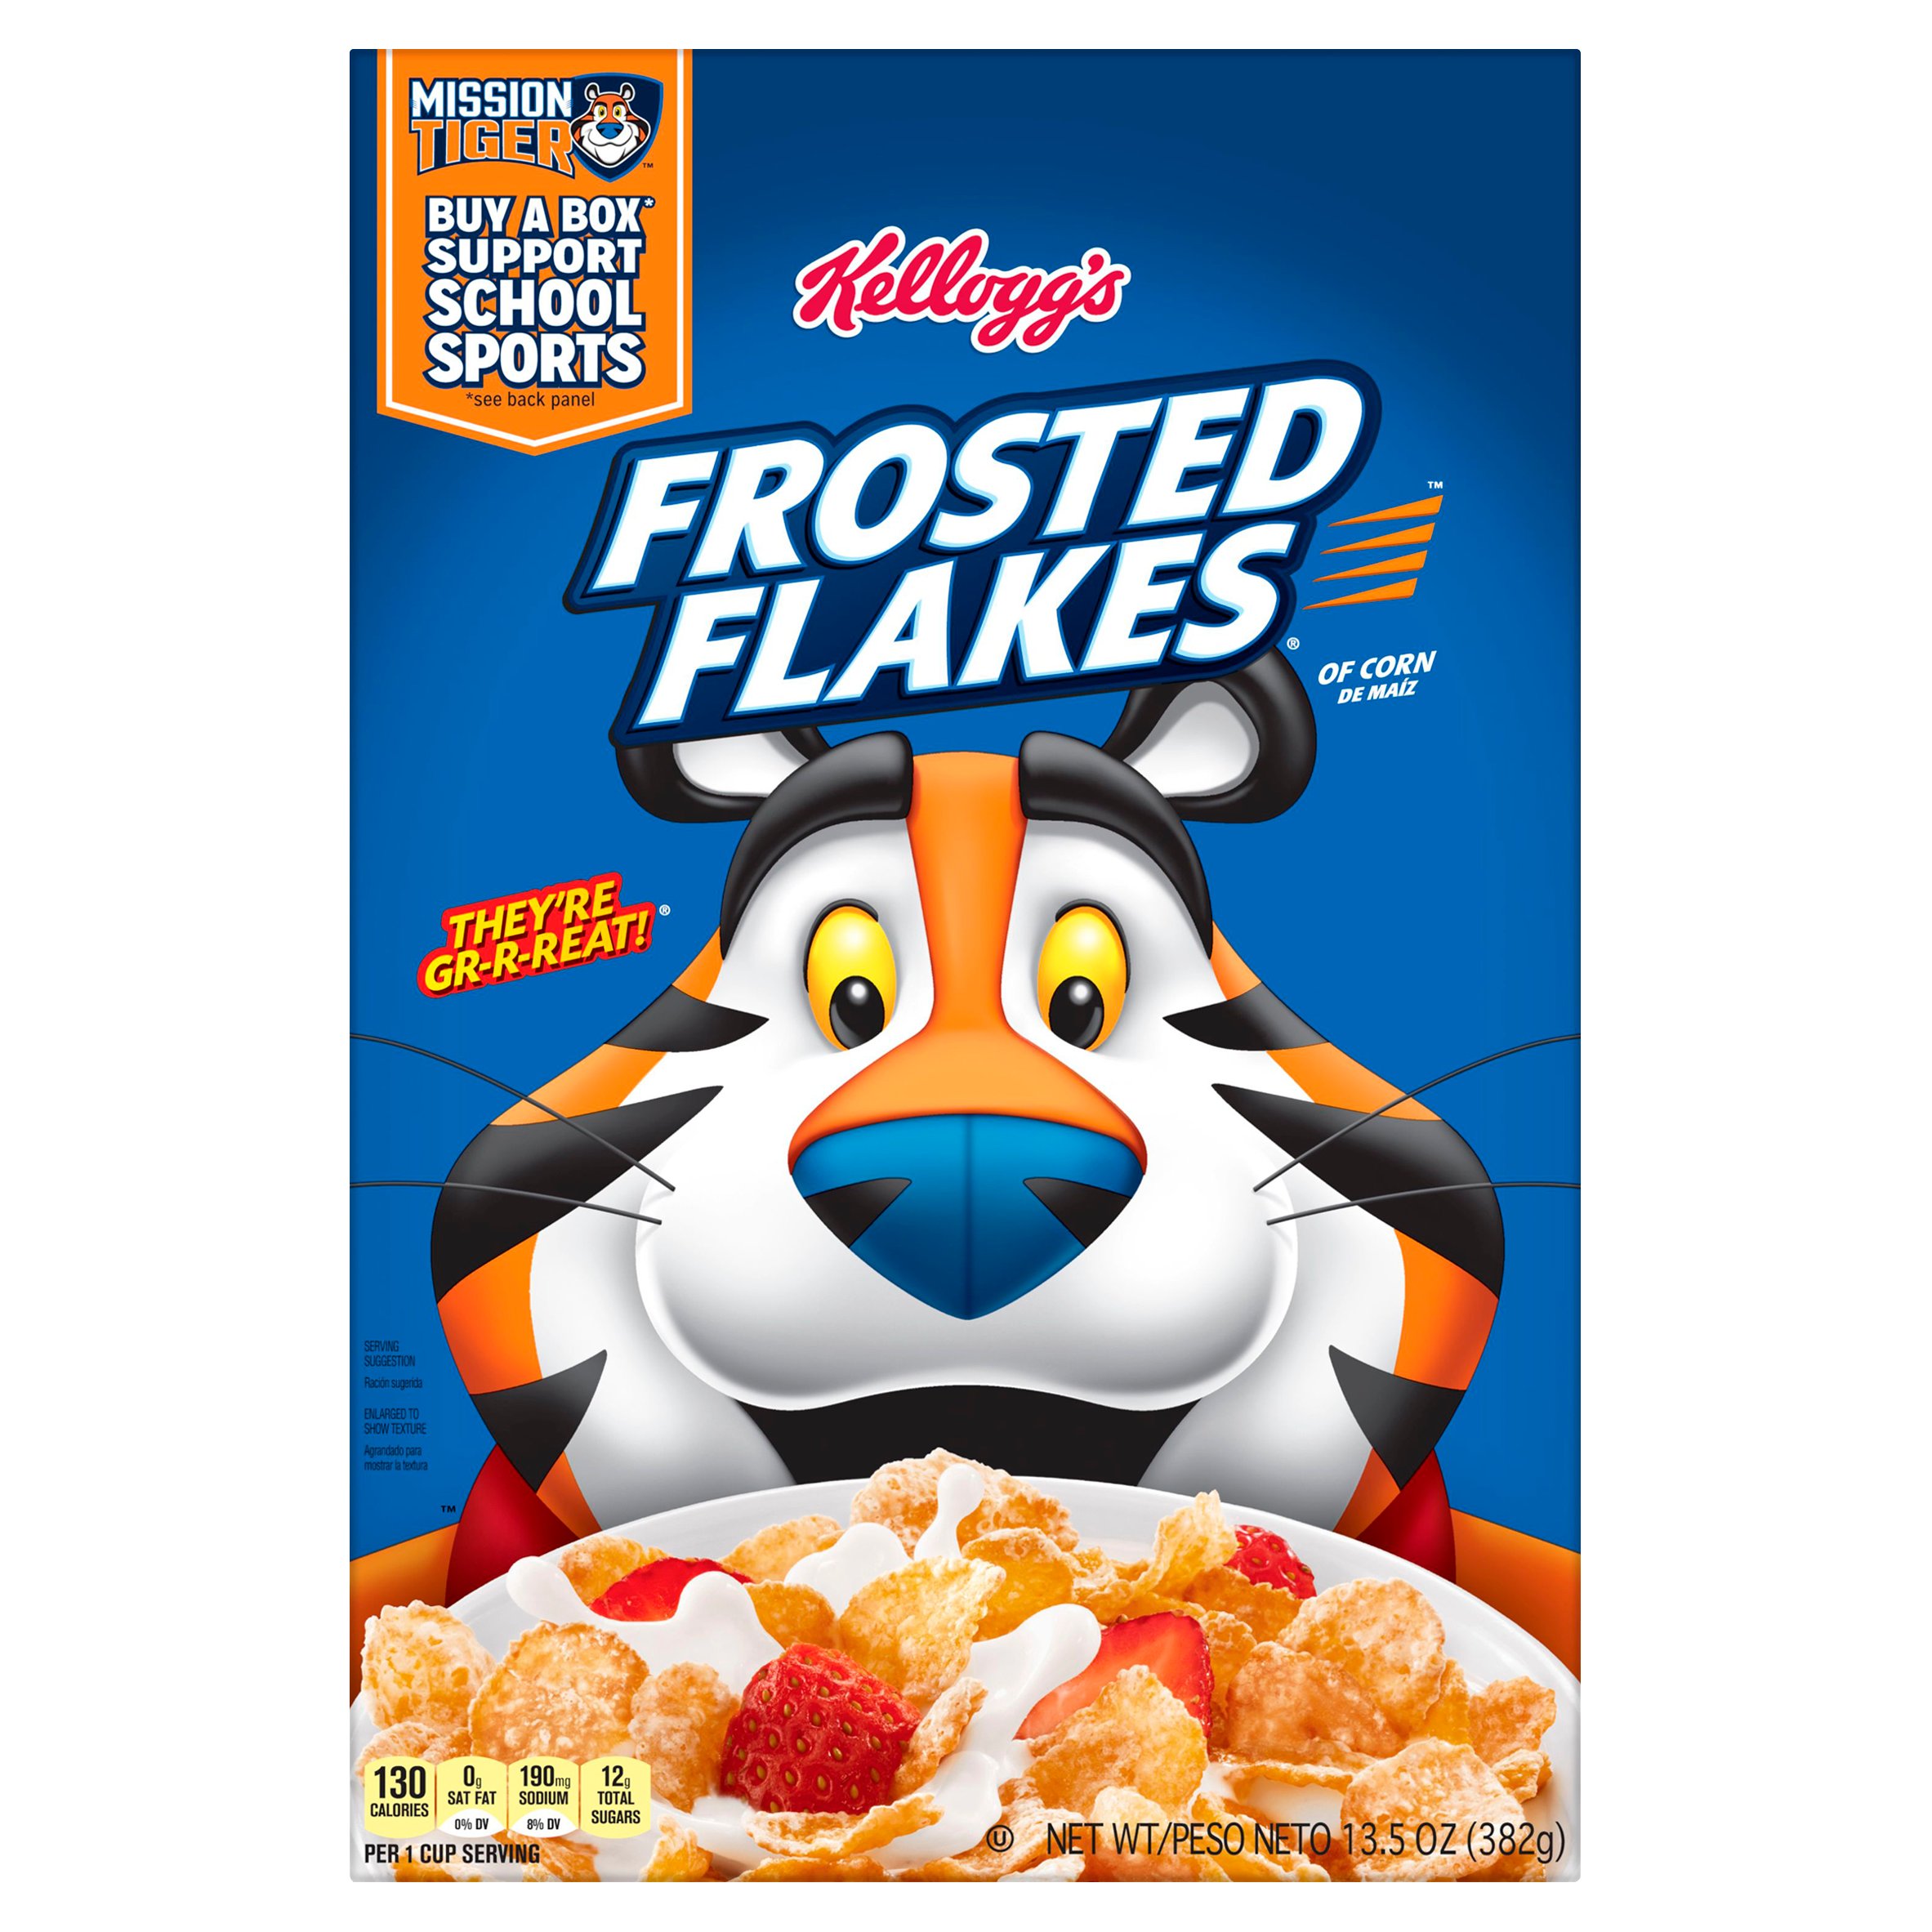 MISSION
TIGER™
BUY A BOX*
SUPPORT
SCHOOL
SPORTS
*see back panel
Kellogg's
FROSTED
FLAKES®
™
OF CORN
DE MAÍZ
THEY'RE
GR-R-REAT!®
SERVING
SUGGESTION
Ración sugerida
ENLARGED TO
SHOW TEXTURE
Agrandado para
mostrar la textura
™
130
CALORIES
0g
SAT FAT
0% DV
190mg
SODIUM
8% DV
12g
TOTAL
SUGARS
PER 1 CUP SERVING
Ⓤ NET WT/PESO NETO 13.5 OZ (382g)